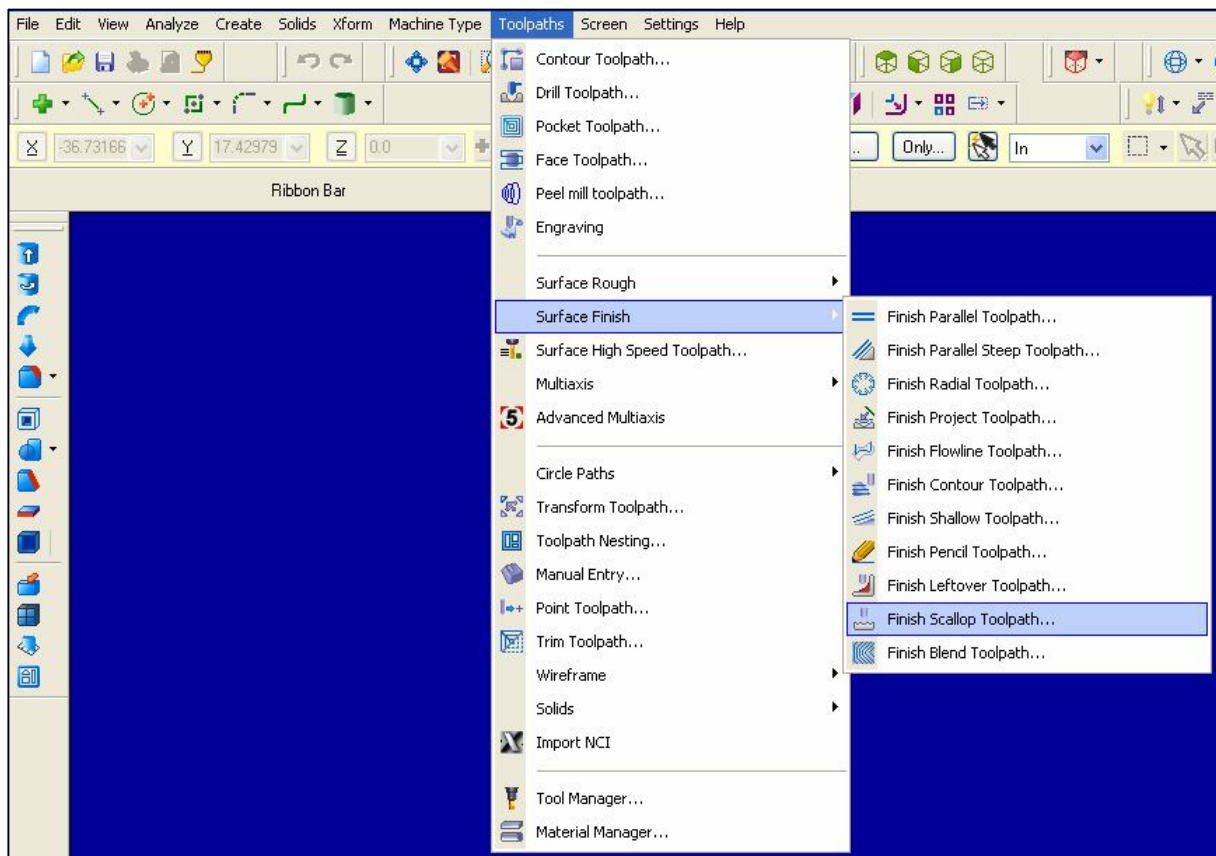 File Edit View Analyze Create Solids Xform Machine Type Toolpaths Screen Settings Help
X -36.73166 Y 17.42979 Z 0.0 ... Only... In
Ribbon Bar
Contour Toolpath...
Drill Toolpath...
Pocket Toolpath...
Face Toolpath...
Peel mill toolpath...
Engraving
Surface Rough
Surface Finish
Surface High Speed Toolpath...
Multiaxis
5 Advanced Multiaxis
Circle Paths
Transform Toolpath...
Toolpath Nesting...
Manual Entry...
Point Toolpath...
Trim Toolpath...
Wireframe
Solids
Import NCI
Tool Manager...
Material Manager...
Finish Parallel Toolpath...
Finish Parallel Steep Toolpath...
Finish Radial Toolpath...
Finish Project Toolpath...
Finish Flowline Toolpath...
Finish Contour Toolpath...
Finish Shallow Toolpath...
Finish Pencil Toolpath...
Finish Leftover Toolpath...
Finish Scallop Toolpath...
Finish Blend Toolpath...